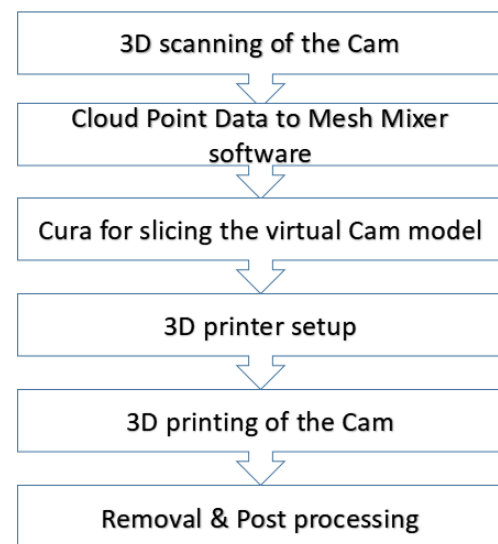 3D scanning of the Cam
Cloud Point Data to Mesh Mixer
software
Cura for slicing the virtual Cam model
3D printer setup
3D printing of the Cam
Removal & Post processing